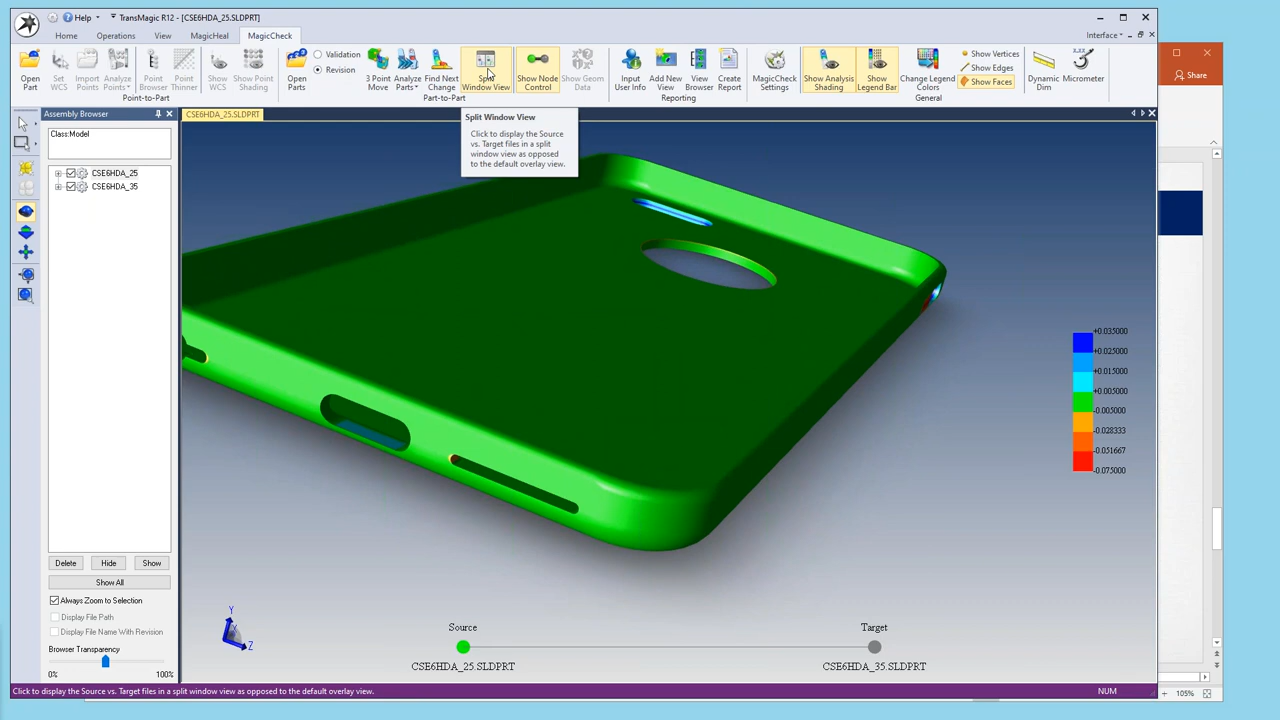 Help
TransMagic R12 - [CSE6HDA_25.SLDPRT]
Home
Operations
View
MagicHeal
MagicCheck
Interface
Share
Open Part
Set WCS
Import Points
Analyze Points
Point Browser
Point Thinner
Show WCS
Show Point Shading
Open Parts
Validation
Revision
3 Point Move
Analyze Parts
Find Next Change
Split Window View
Show Node Control
Show Geom Data
Input User Info
Add New View
View Browser
Create Report
MagicCheck Settings
Show Analysis Shading
Show Legend Bar
Change Legend Colors
Show Vertices
Show Edges
Show Faces
Dynamic Dim
Micrometer
Point-to-Part
Part-to-Part
Reporting
General
Assembly Browser
CSE6HDA_25.SLDPRT
Split Window View
Click to display the Source
vs. Target files in a split
window view as opposed
to the default overlay view.
Class:Model
CSE6HDA_25
CSE6HDA_35
+0.035000
+0.025000
+0.015000
+0.005000
-0.005000
-0.028333
-0.051667
-0.075000
Delete
Hide
Show
Show All
Always Zoom to Selection
Display File Path
Display File Name With Revision
Browser Transparency
0%
100%
Y
Z
Source
Target
CSE6HDA_25.SLDPRT
CSE6HDA_35.SLDPRT
Click to display the Source vs. Target files in a split window view as opposed to the default overlay view.
NUM
105%